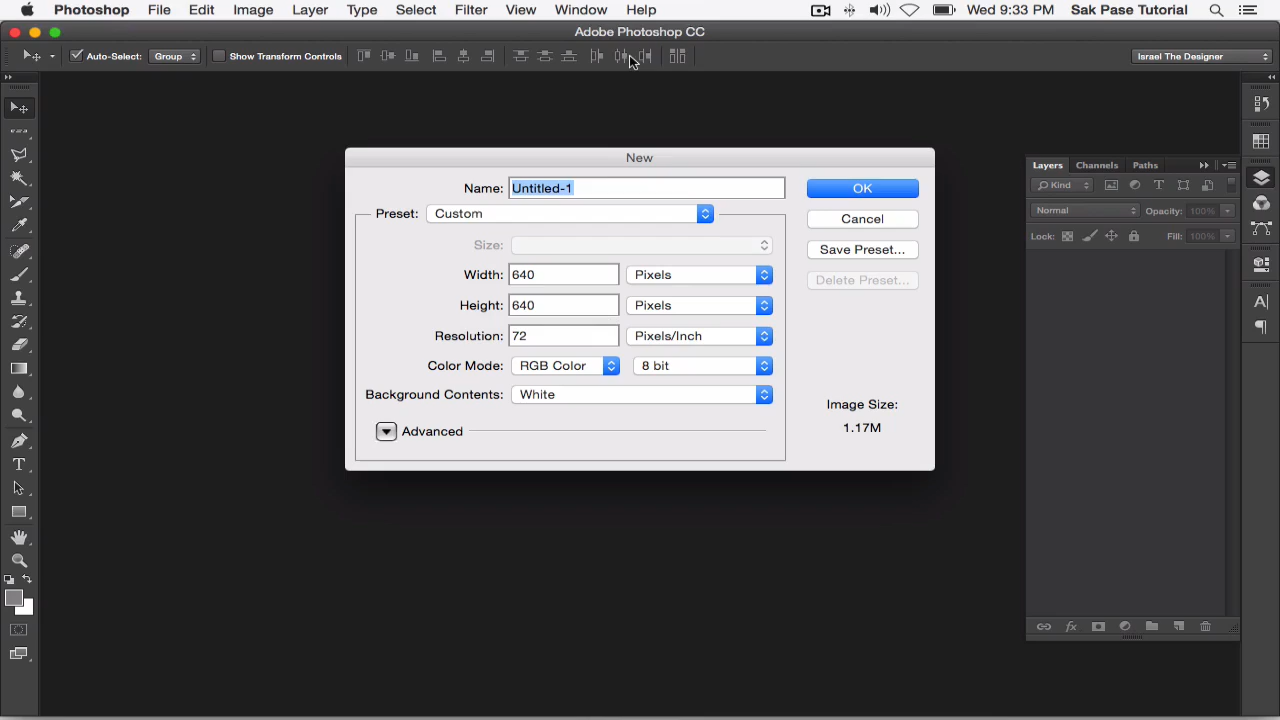 Photoshop File Edit Image Layer Type Select Filter View Window Help Wed 9:33 PM Sak Pase Tutorial
Adobe Photoshop CC
Auto-Select: Group Show Transform Controls Israel The Designer
New
Name: Untitled-1 OK
Preset: Custom Cancel
Size: Save Preset...
Width: 640 Pixels Delete Preset...
Height: 640 Pixels
Resolution: 72 Pixels/Inch
Color Mode: RGB Color 8 bit
Background Contents: White
Advanced
Image Size:
1.17M
Layers Channels Paths
Kind T
Normal Opacity: 100%
Lock: Fill: 100%
fx
T
A